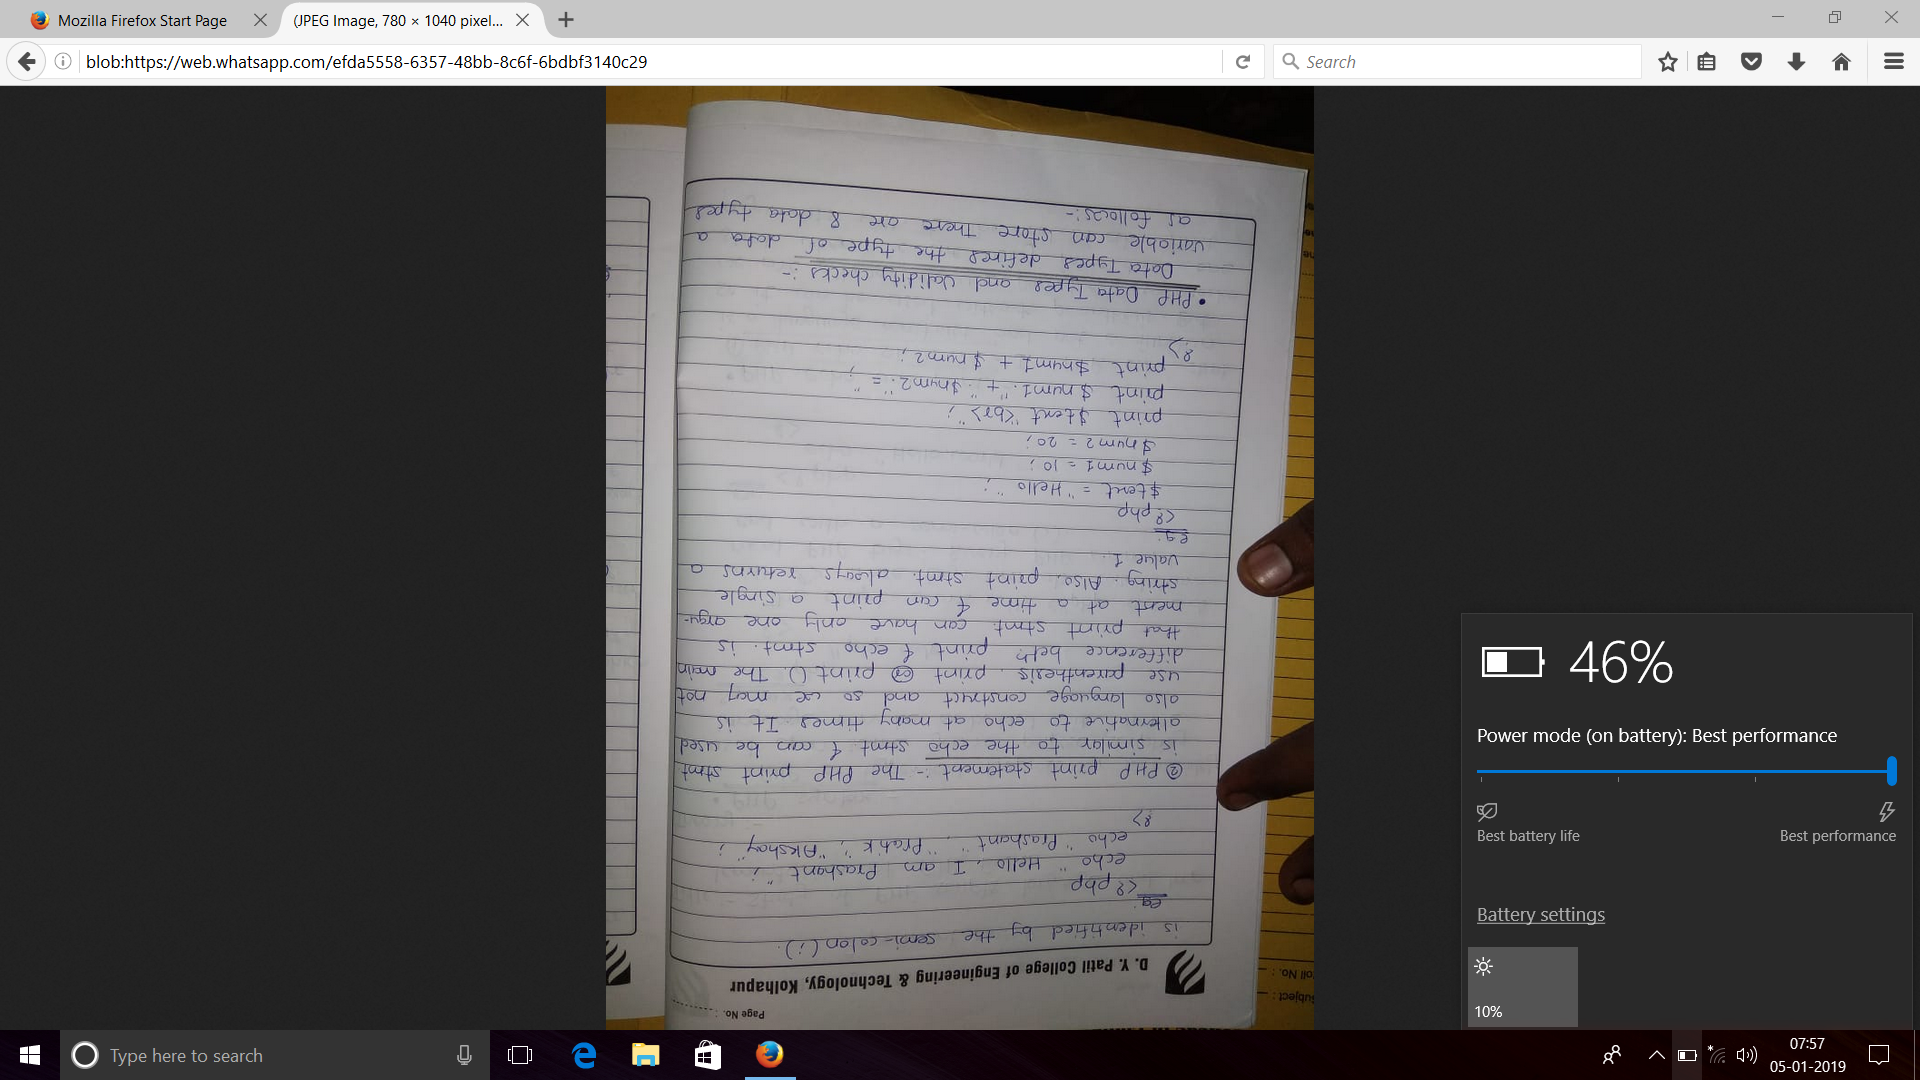 Mozilla Firefox Start Page
(JPEG Image, 780 × 1040 pixel...
blob:https://web.whatsapp.com/efda5558-6357-48bb-8c6f-6bdbf3140c29
Search
Page No. :
D. Y. Patil College of Engineering & Technology, Kolhapur
is identified by the semi-colon (;).
eg:
<?php
echo "Hello, I am Prashant";
echo "Prashant", "Pratik", "Akshay";
?>
② PHP print statement :- The PHP print stmt
is similar to the echo stmt & can be used
alternative to echo at many times. It is
also language construct and so we may not
use parenthesis. print or print(). The main
difference betn print & echo stmt. is
that print stmt. can have only one argu-
ment at a time & can print a single
string. Also, print stmt. always returns a
value 1.
eg:
<?php
$text = "Hello";
$num1 = 10;
$num2 = 20;
print $text "<br>";
print $num1."+".$num2."=";
print $num1 + $num2;
?>
• PHP Data Types and Validity checks :-
Data Types defines the type of data a
variable can store There are 8 data types
as follows:-
Roll No. :
Subject :
46%
Power mode (on battery): Best performance
Best battery life
Best performance
Battery settings
10%
Type here to search
07:57
05-01-2019